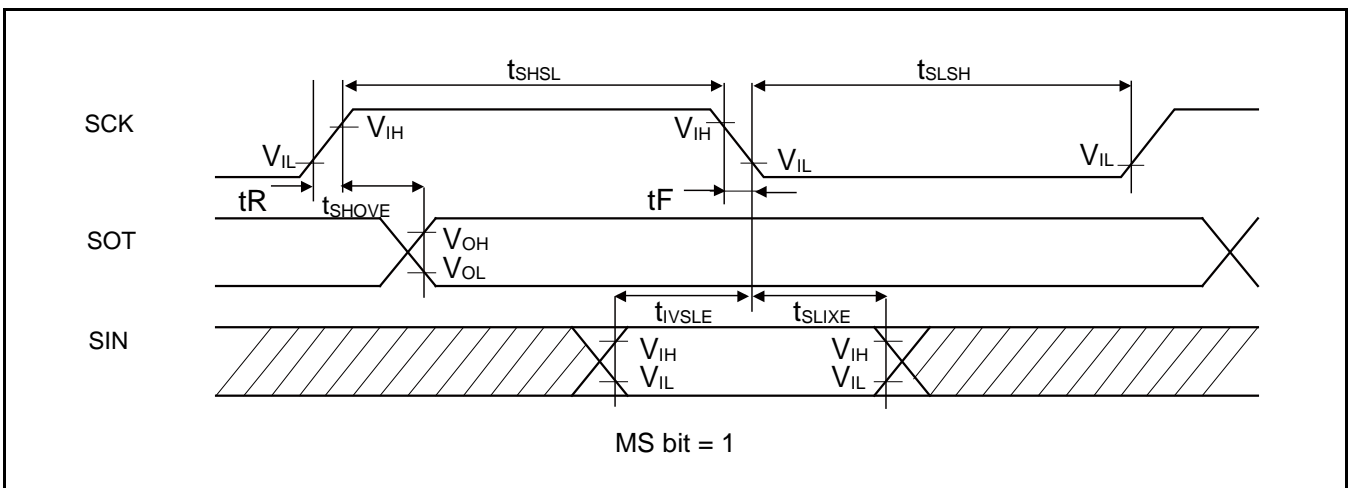 tSHSL
tSLSH
SCK
VIH
VIH
VIL
VIL
VIL
tR
tSHOVE
tF
SOT
VOH
VOL
tIVSLE
tSLIXE
SIN
VIH
VIH
VIL
VIL
MS bit = 1